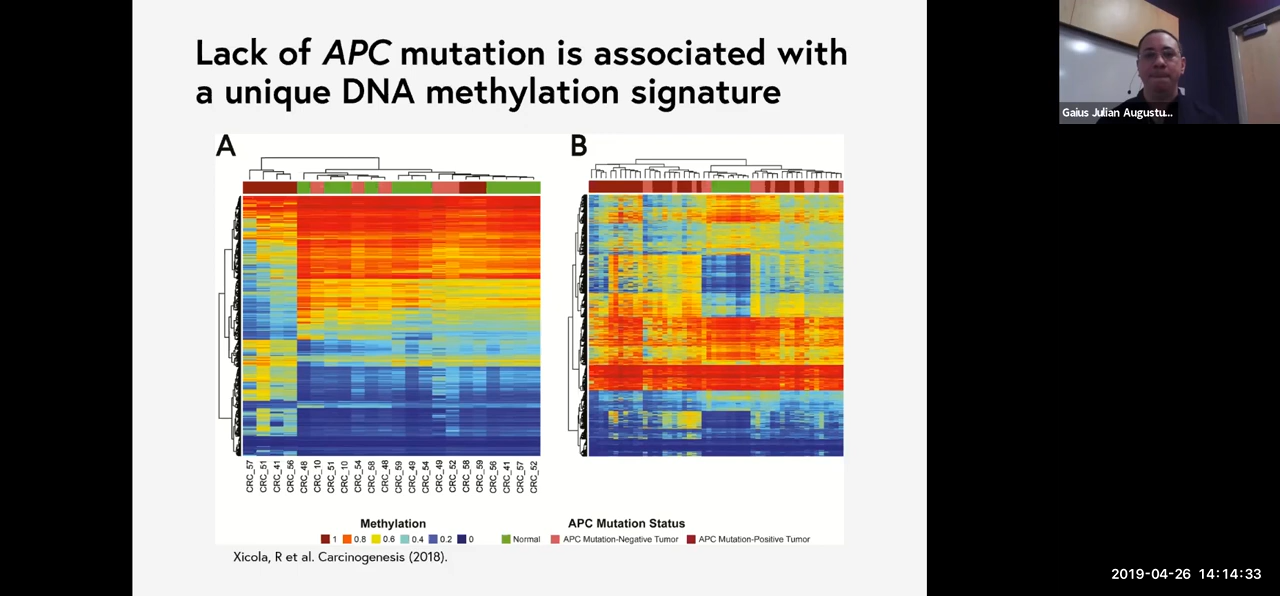 Lack of APC mutation is associated with
a unique DNA methylation signature
A
B
CRC_57
CRC_51
CRC_41
CRC_56
CRC_48
CRC_10
CRC_51
CRC_10
CRC_54
CRC_58
CRC_48
CRC_59
CRC_49
CRC_54
CRC_49
CRC_52
CRC_58
CRC_59
CRC_56
CRC_41
CRC_57
CRC_52
Methylation
1 0.8 0.6 0.4 0.2 0
APC Mutation Status
Normal APC Mutation-Negative Tumor APC Mutation-Positive Tumor
Xicola, R et al. Carcinogenesis (2018).
Gaius Julian Augustu...
2019-04-26 14:14:33